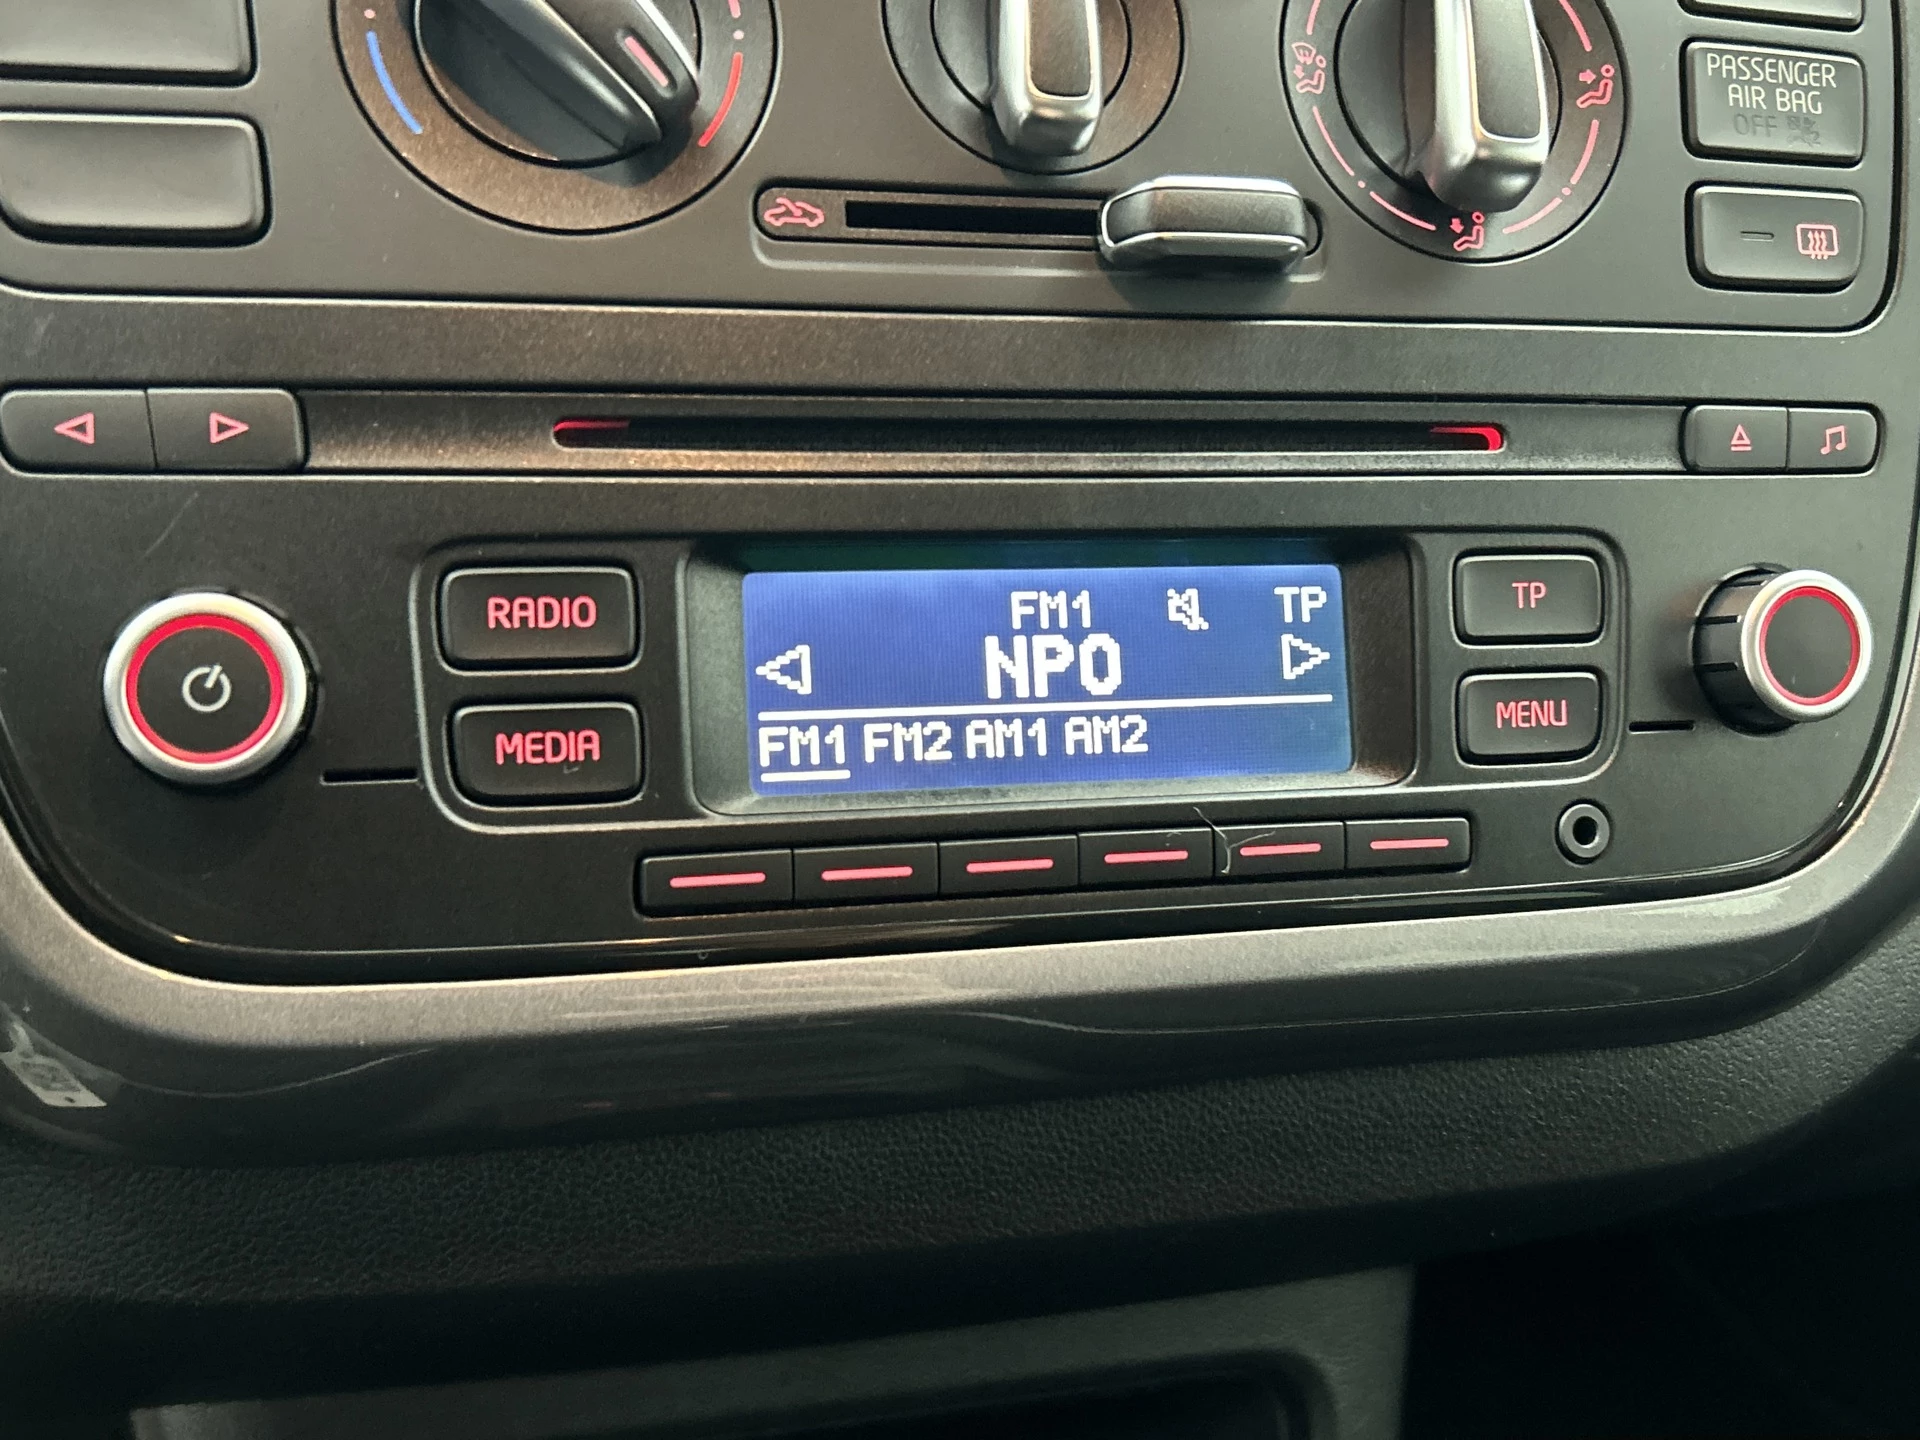 PASSENGER
AIR BAG
OFF
RADIO
MEDIA
FM1 TP
NPO
FM1 FM2 AM1 AM2
TP
MENU